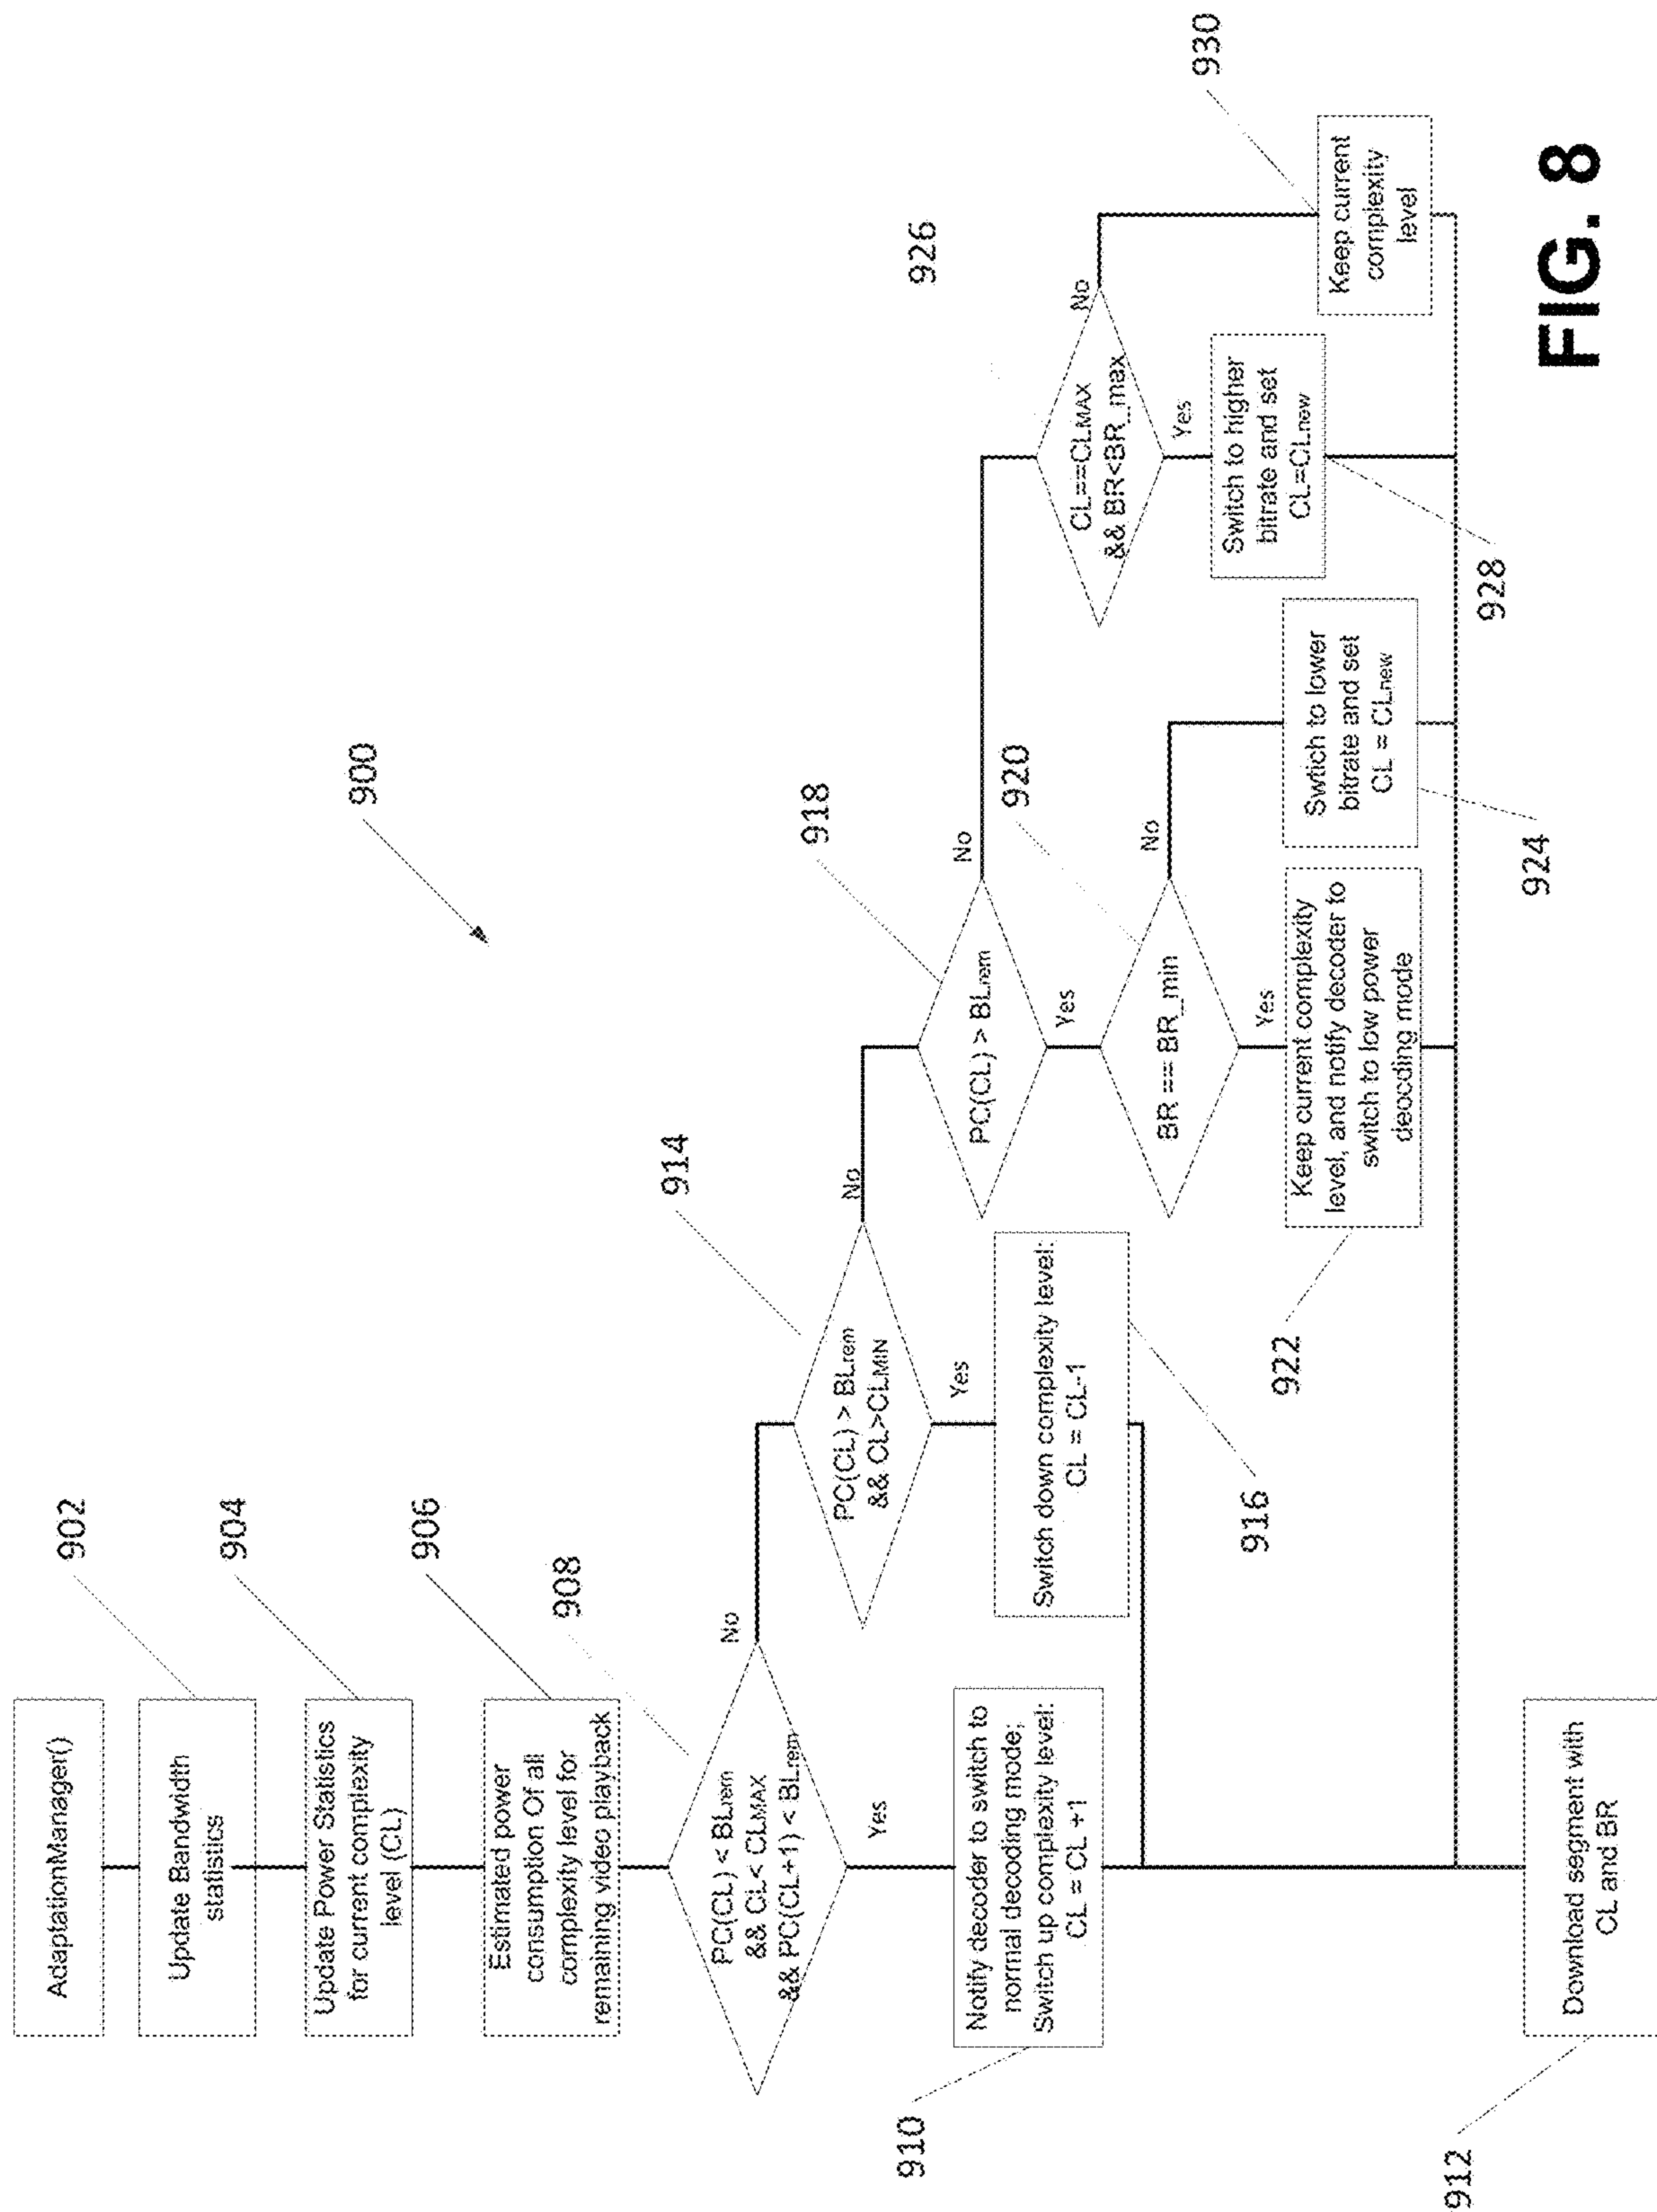 AdaptationManager()
902
Update Bandwidth
statistics
904
Update Power Statistics
for current complexity
level (CL)
906
Estimated power
consumption Of all
complexity level for
remaining video playback
908
PC(CL) < BLrem
&& CL< CLMAX
&& PC(CL+1) < BLrem
No
Yes
910
Notify decoder to switch to
normal decoding mode;
Switch up complexity level:
CL = CL +1
912
Download segment with
CL and BR
914
PC(CL) > BLrem
&& CL>CLMIN
No
Yes
Switch down complexity level:
CL = CL-1
916
900
918
PC(CL) > BLrem
No
Yes
920
BR == BR_min
No
Yes
922
Keep current complexity
level, and notify decoder to
switch to low power
deocding mode
Swtich to lower
bitrate and set
CL = CLnew
924
926
CL==CLMAX
&& BR<BR_max
No
Yes
Switch to higher
bitrate and set
CL=CLnew
928
930
Keep current
complexity
level
FIG. 8